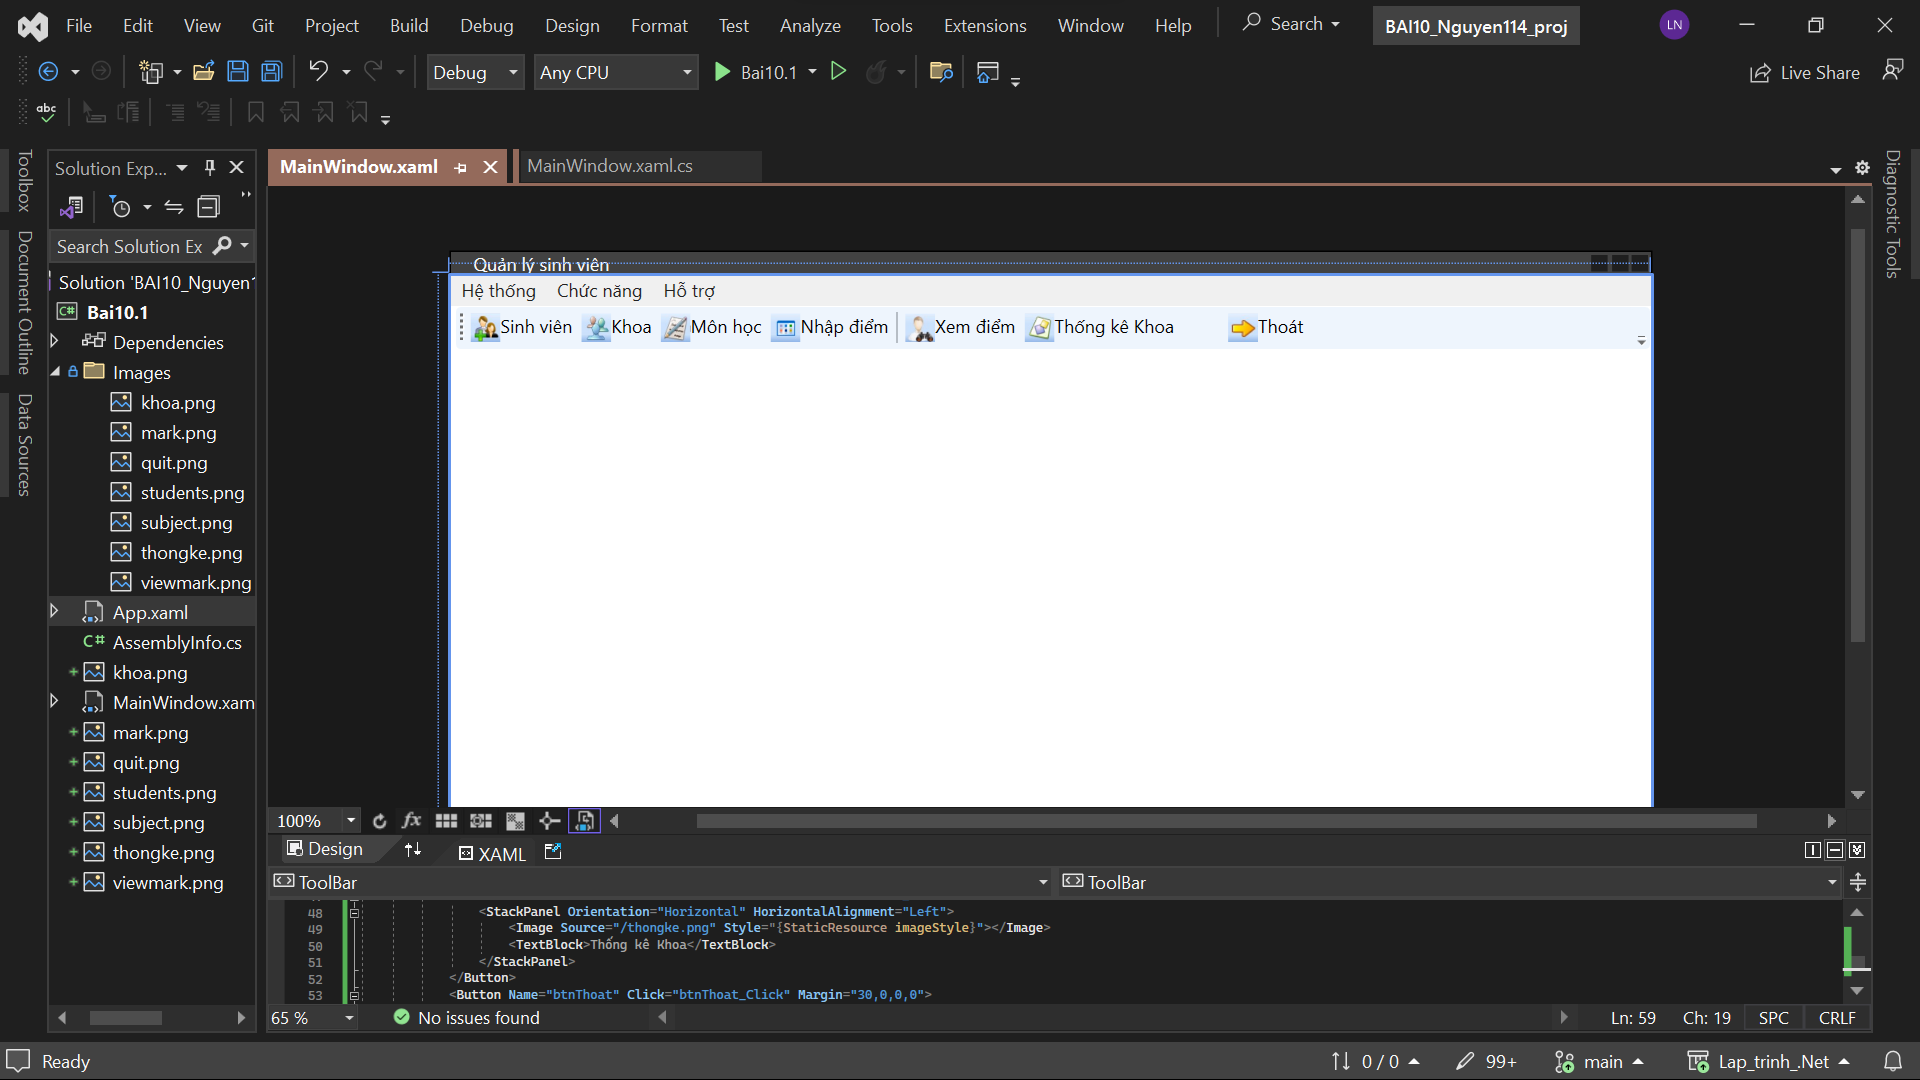 File Edit View Git Project Build Debug Design Format Test Analyze Tools Extensions Window Help Search BAI10_Nguyen114_proj LN
Debug Any CPU Bai10.1 Live Share
abc
Toolbox
Document Outline
Data Sources
Solution Exp...
Search Solution Ex
Solution 'BAI10_Nguyen1
C# Bai10.1
Dependencies
Images
khoa.png
mark.png
quit.png
students.png
subject.png
thongke.png
viewmark.png
App.xaml
C# AssemblyInfo.cs
khoa.png
MainWindow.xam
mark.png
quit.png
students.png
subject.png
thongke.png
viewmark.png
MainWindow.xaml MainWindow.xaml.cs
Quản lý sinh viên
Hệ thống Chức năng Hỗ trợ
Sinh viên Khoa Môn học Nhập điểm Xem điểm Thống kê Khoa Thoát
100% fx
Design XAML
ToolBar ToolBar
48 <StackPanel Orientation="Horizontal" HorizontalAlignment="Left">
49 <Image Source="/thongke.png" Style="{StaticResource imageStyle}"></Image>
50 <TextBlock>Thống kê Khoa</TextBlock>
51 </StackPanel>
52 </Button>
53 <Button Name="btnThoat" Click="btnThoat_Click" Margin="30,0,0,0">
65 % No issues found Ln: 59 Ch: 19 SPC CRLF
Diagnostic Tools
Ready 0 / 0 99+ main Lap_trinh_.Net